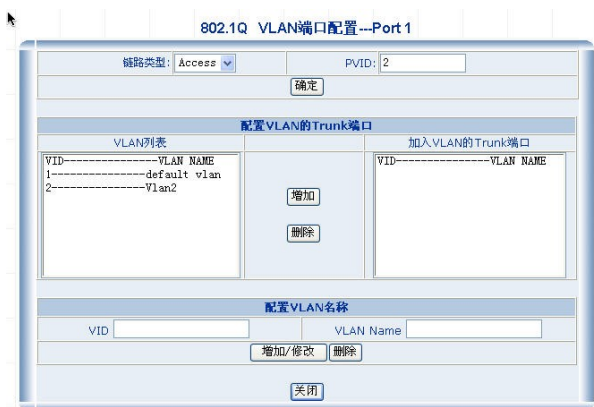 802.1Q VLAN端口配置---Port 1
链路类型: Access PVID: 2
确定
配置VLAN的Trunk端口
VLAN列表 加入VLAN的Trunk端口
VID---------------VLAN NAME VID---------------VLAN NAME
1---------------default vlan
2---------------Vlan2
增加
删除
配置VLAN名称
VID VLAN Name
增加/修改 删除
关闭